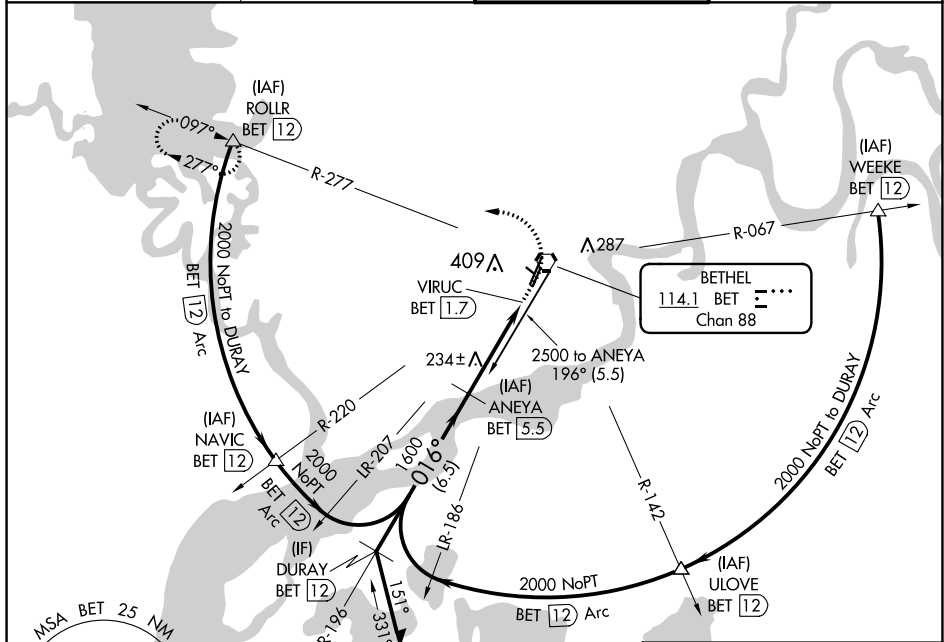 (IAF)
ROLLR
BET 12
097°
277°
R-277
(IAF)
WEEKE
BET 12
R-067
287
409
VIRUC
BET 1.7
BETHEL
114.1 BET
Chan 88
2000 NoPT to DURAY
BET 12 Arc
234±
2500 to ANEYA
196° (5.5)
(IAF)
ANEYA
BET 5.5
2000 NoPT to DURAY
BET 12 Arc
(IAF)
NAVIC
BET 12
R-220
LR-207
1600
016°
(6.5)
2000
NoPT
BET 12
Arc
LR-186
R-142
(IF)
DURAY
BET 12
2000 NoPT
BET 12 Arc
(IAF)
ULOVE
BET 12
R-196
151°
331°
MSA BET 25 NM